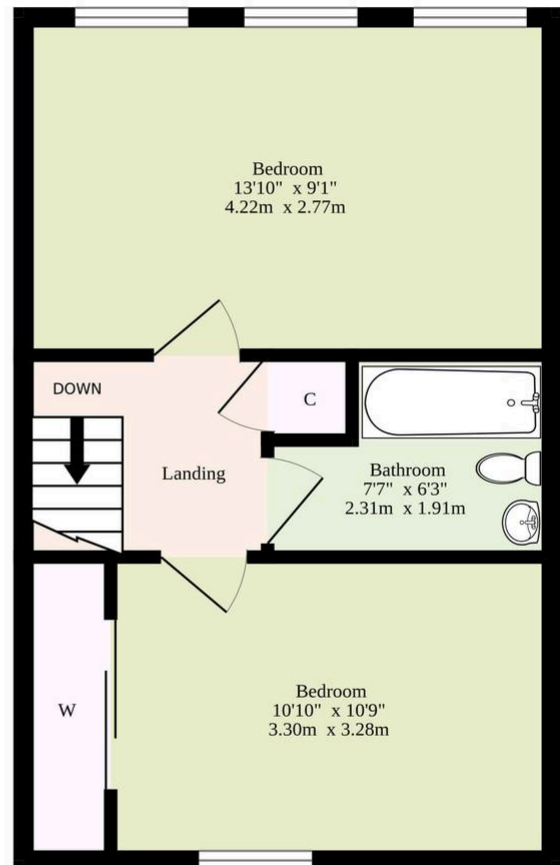 Bedroom
13'10" x 9'1"
4.22m x 2.77m
DOWN
C
Landing
Bathroom
7'7" x 6'3"
2.31m x 1.91m
W
Bedroom
10'10" x 10'9"
3.30m x 3.28m